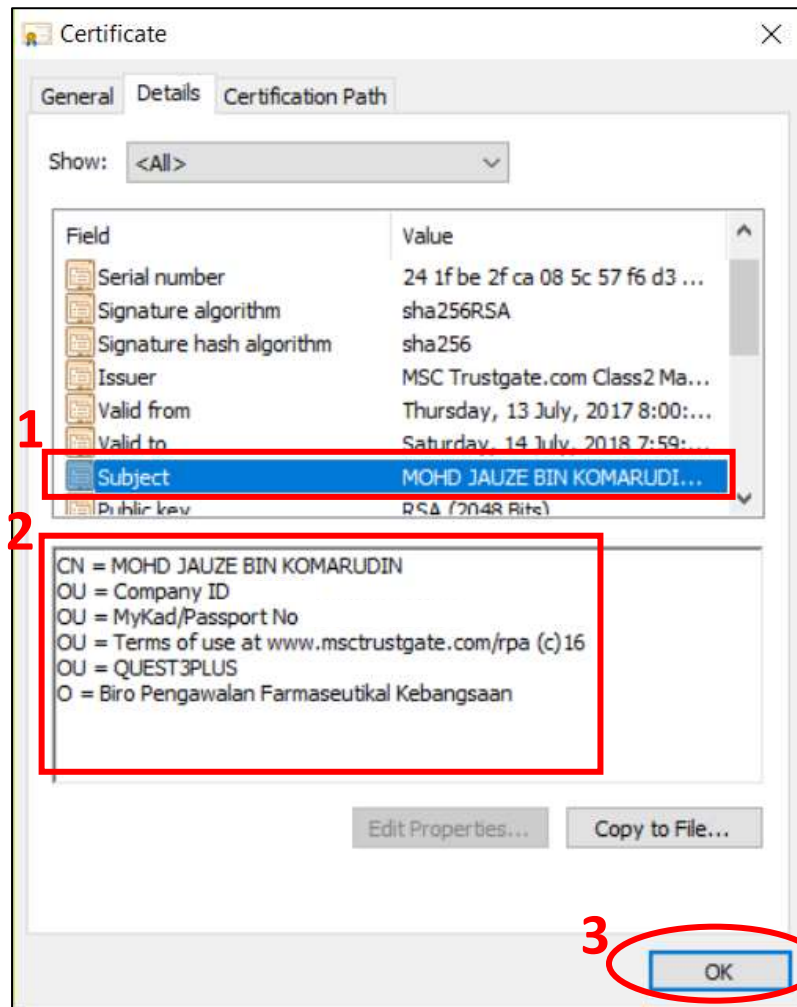 Certificate
General Details Certification Path
Show: <All>
Field Value
Serial number 24 1f be 2f ca 08 5c 57 f6 d3 ...
Signature algorithm sha256RSA
Signature hash algorithm sha256
Issuer MSC Trustgate.com Class2 Ma...
Valid from Thursday, 13 July, 2017 8:00:...
1
Valid to Saturday, 14 July, 2018 7:59:...
Subject MOHD JAUZE BIN KOMARUDI...
Public key RSA (2048 Bits)
2
CN = MOHD JAUZE BIN KOMARUDIN
OU = Company ID
OU = MyKad/Passport No
OU = Terms of use at www.msctrustgate.com/rpa (c)16
OU = QUEST3PLUS
O = Biro Pengawalan Farmaseutikal Kebangsaan
Edit Properties... Copy to File...
3
OK